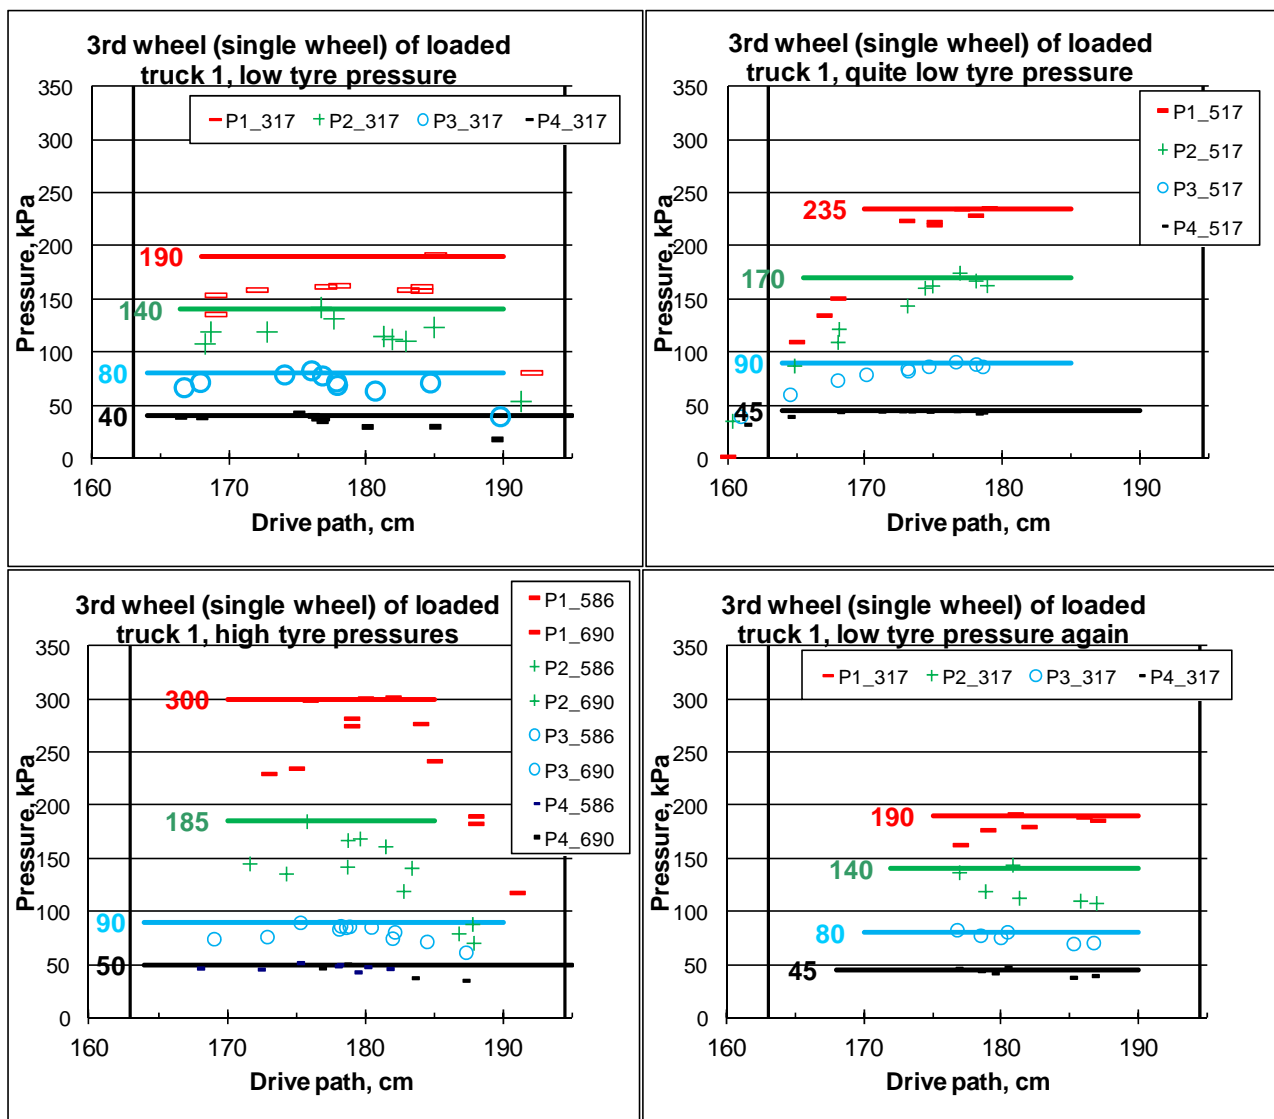 3rd wheel (single wheel) of loaded
truck 1, low tyre pressure
P1_317 P2_317 P3_317 P4_317
Pressure, kPa
350
300
250
200
150
100
50
0
190
140
80
40
160 170 180 190
Drive path, cm
3rd wheel (single wheel) of loaded
truck 1, quite low tyre pressure
P1_517
P2_517
P3_517
P4_517
Pressure, kPa
350
300
250
200
150
100
50
0
235
170
90
45
160 170 180 190
Drive path, cm
3rd wheel (single wheel) of loaded
truck 1, high tyre pressures
P1_586
P1_690
P2_586
P2_690
P3_586
P3_690
P4_586
P4_690
Pressure, kPa
350
300
250
200
150
100
50
0
300
185
90
50
160 170 180 190
Drive path, cm
3rd wheel (single wheel) of loaded
truck 1, low tyre pressure again
P1_317 P2_317 P3_317 P4_317
Pressure, kPa
350
300
250
200
150
100
50
0
190
140
80
45
160 170 180 190
Drive path, cm